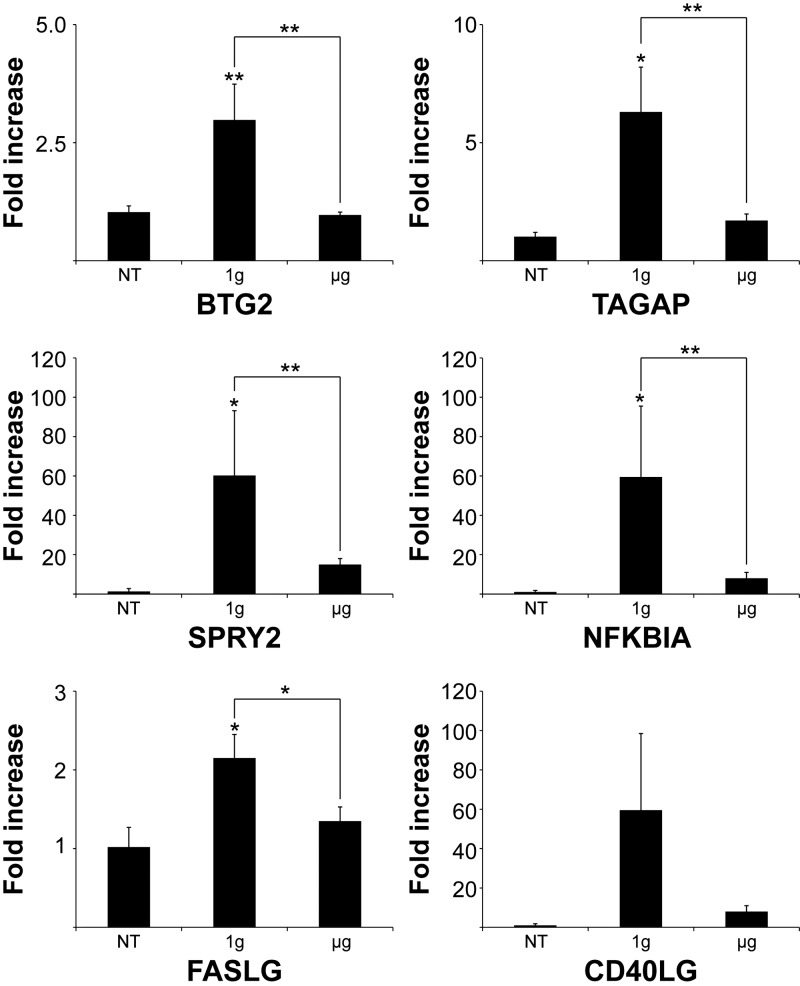 5.0
2.5
Fold increase
**
**
NT 1g µg
BTG2
10
5
Fold increase
*
**
NT 1g µg
TAGAP
120
100
80
60
40
20
Fold increase
*
**
NT 1g µg
SPRY2
120
100
80
60
40
20
Fold increase
*
**
NT 1g µg
NFKBIA
3
2
1
Fold increase
*
*
NT 1g µg
FASLG
120
100
80
60
40
20
Fold increase
NT 1g µg
CD40LG